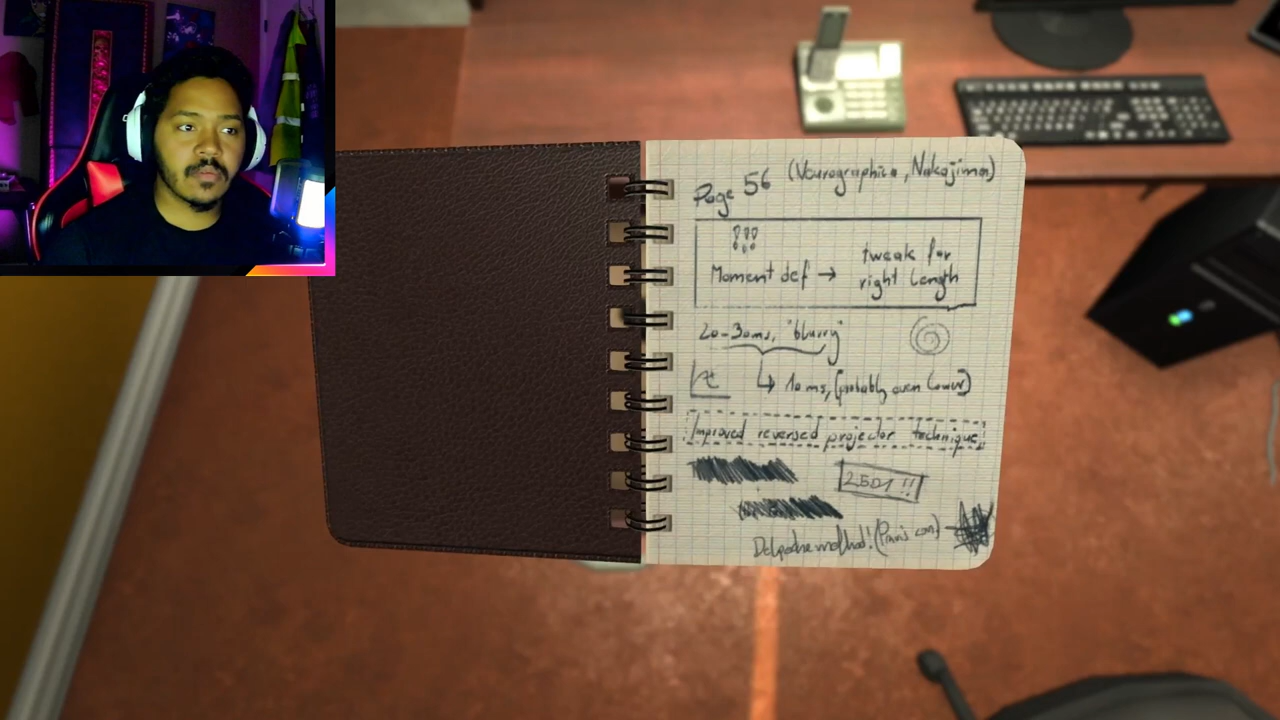 Page 56 (Neurographica, Nakajima)
???
Moment def → tweak for
right length
20-30ms, "blurry"
↳ 10 ms, (probably even lower)
Improved reversed projector technique
2501 !!
method! (Paris con)